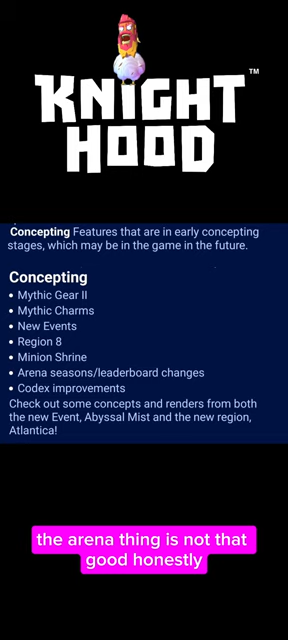 KNIGHT™
HOOD
Concepting Features that are in early concepting
stages, which may be in the game in the future.
Concepting
• Mythic Gear II
• Mythic Charms
• New Events
• Region 8
• Minion Shrine
• Arena seasons/leaderboard changes
• Codex improvements
Check out some concepts and renders from both
the new Event, Abyssal Mist and the new region,
Atlantica!
the arena thing is not that
good honestly